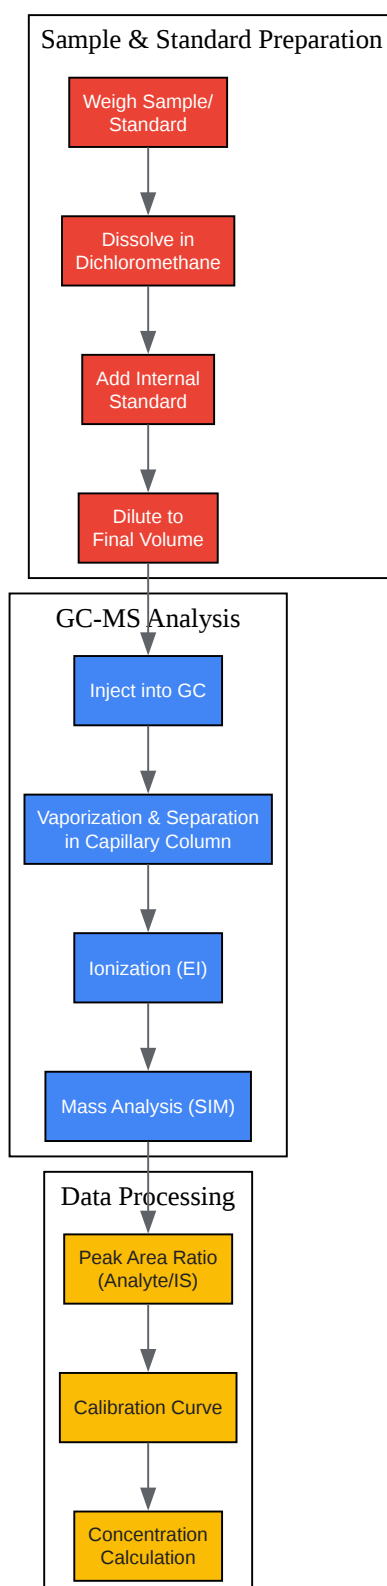 Sample & Standard Preparation
Weigh Sample/
Standard
Dissolve in
Dichloromethane
Add Internal
Standard
Dilute to
Final Volume
GC-MS Analysis
Inject into GC
Vaporization & Separation
in Capillary Column
Ionization (EI)
Mass Analysis (SIM)
Data Processing
Peak Area Ratio
(Analyte/IS)
Calibration Curve
Concentration
Calculation